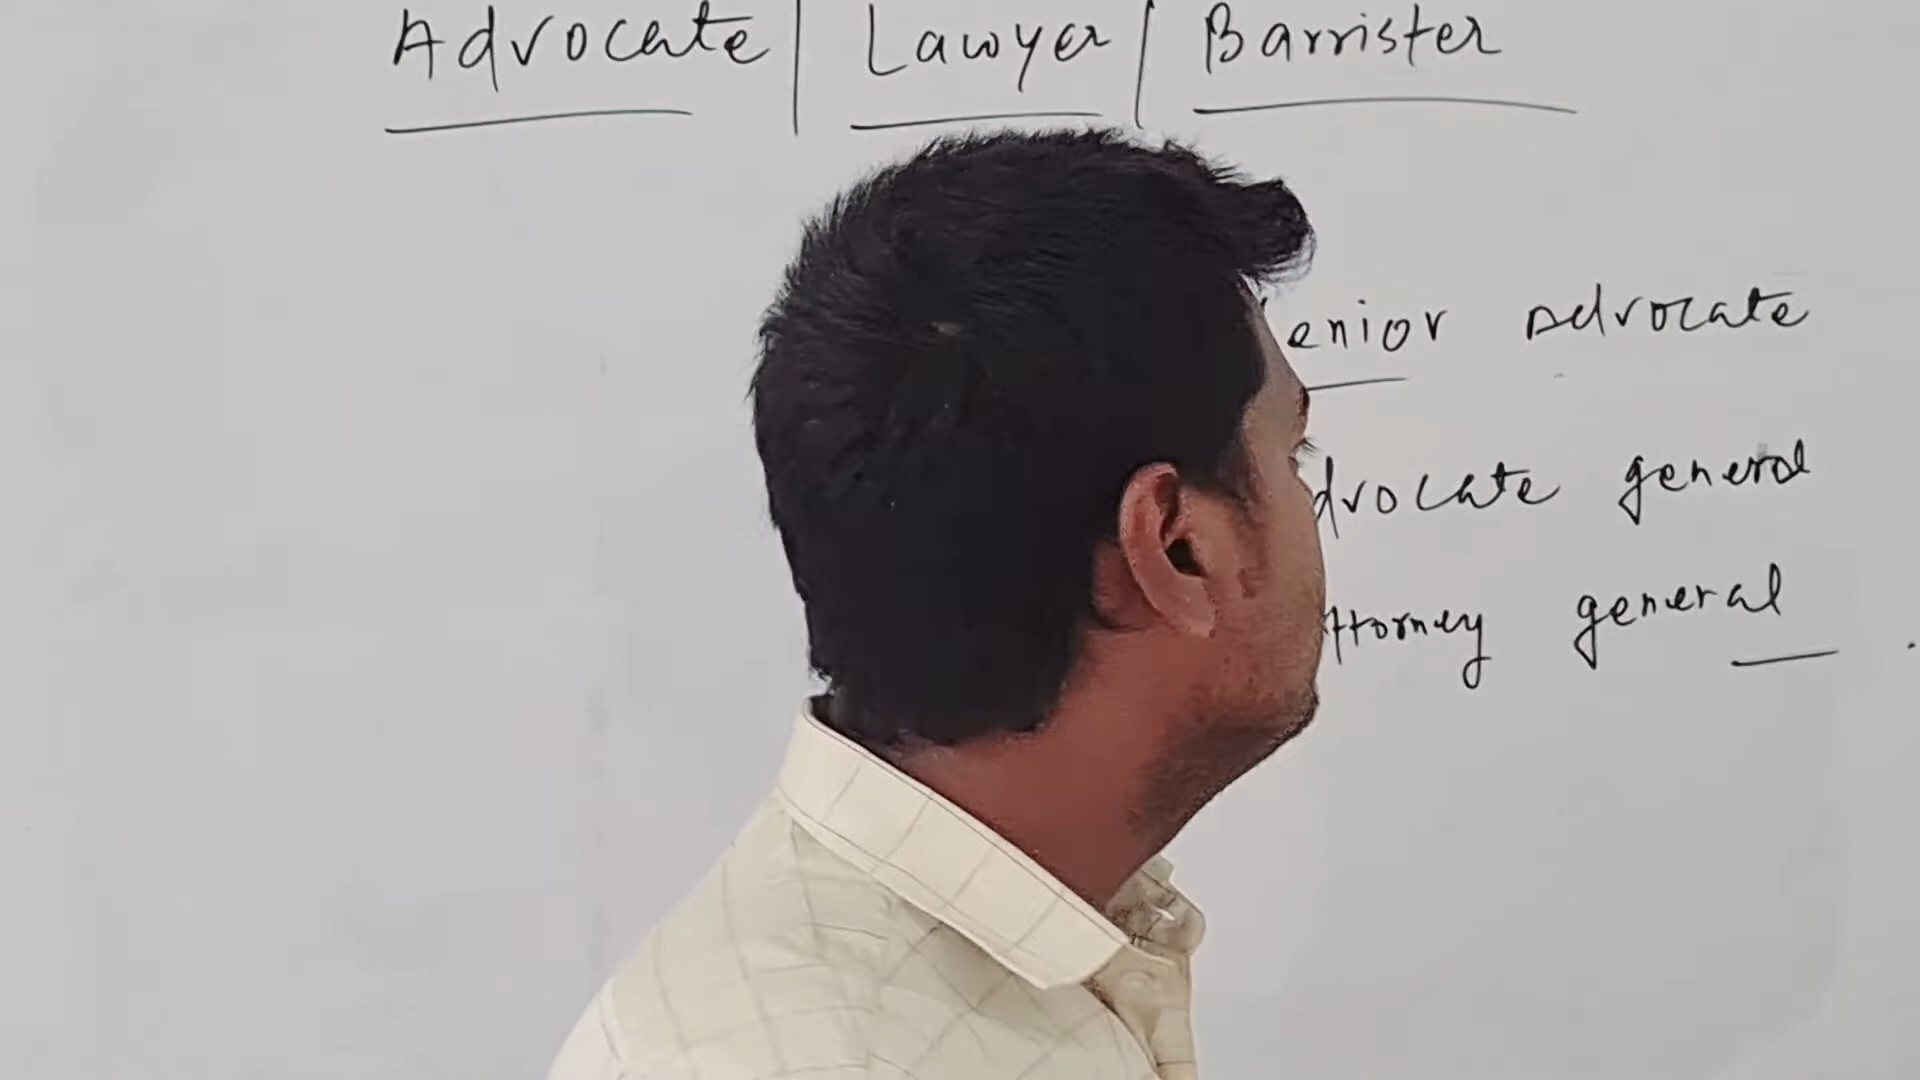 Advocate | Lawyer | Barrister
enior advocate
dvocate general
ttorney general